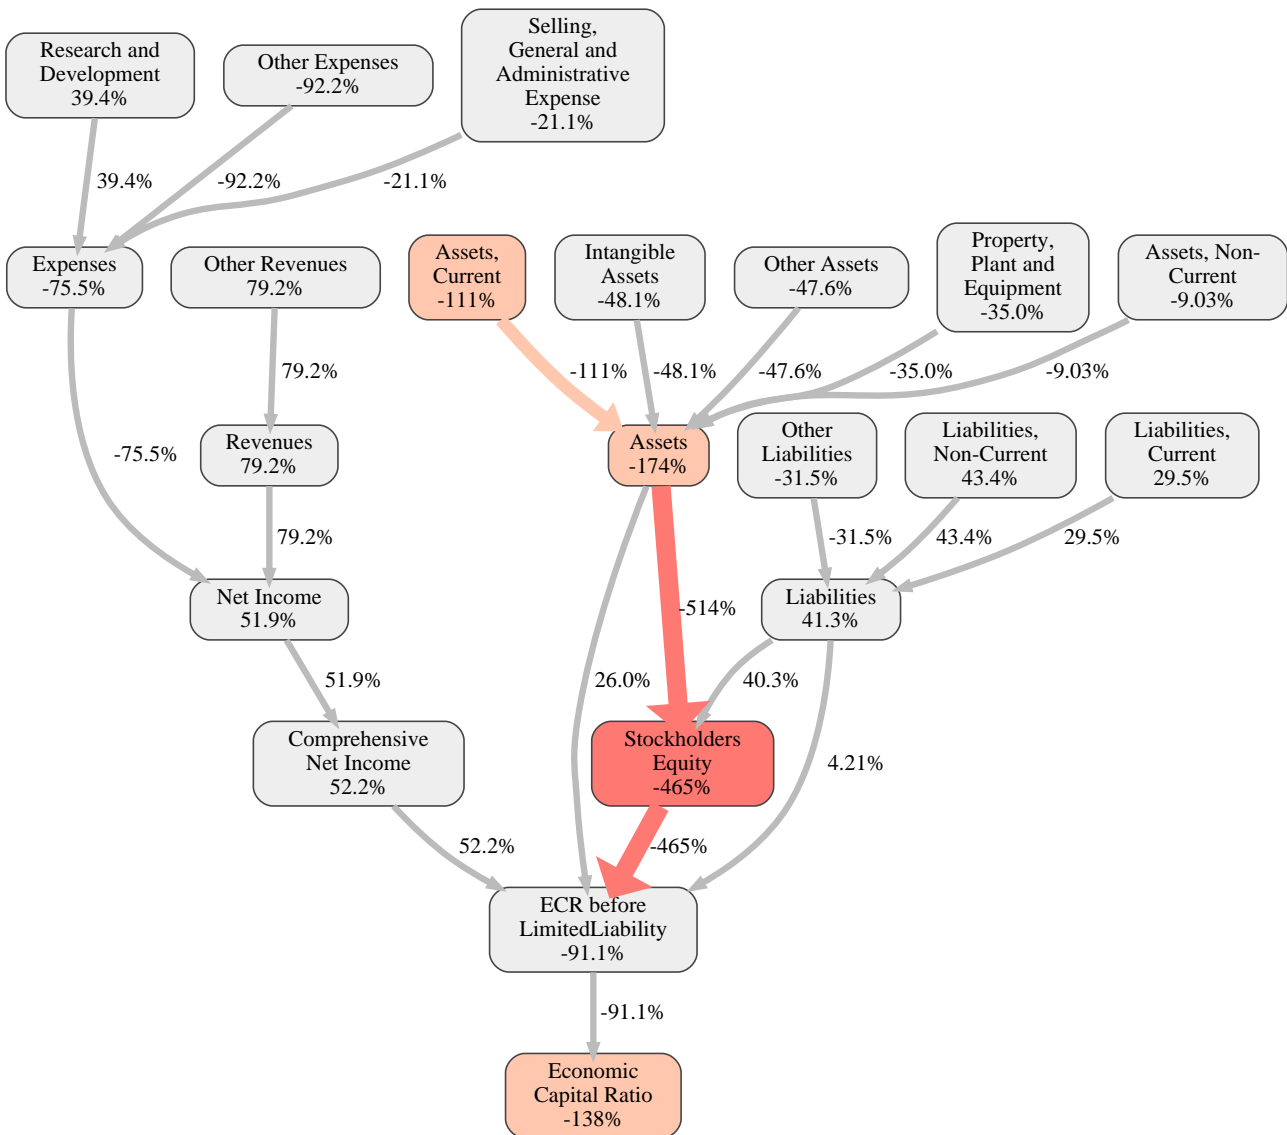 Research and
Development
39.4%
Other Expenses
-92.2%
Selling,
General and
Administrative
Expense
-21.1%
39.4%
-92.2%
-21.1%
Expenses
-75.5%
Other Revenues
79.2%
Assets,
Current
-111%
Intangible
Assets
-48.1%
Other Assets
-47.6%
Property,
Plant and
Equipment
-35.0%
Assets, Non-
Current
-9.03%
79.2%
-111%
-48.1%
-47.6%
-35.0%
-9.03%
-75.5%
Revenues
79.2%
Assets
-174%
Other
Liabilities
-31.5%
Liabilities,
Non-Current
43.4%
Liabilities,
Current
29.5%
79.2%
-514%
-31.5%
43.4%
29.5%
Net Income
51.9%
Liabilities
41.3%
51.9%
26.0%
40.3%
4.21%
Comprehensive
Net Income
52.2%
Stockholders
Equity
-465%
52.2%
-465%
ECR before
LimitedLiability
-91.1%
-91.1%
Economic
Capital Ratio
-138%